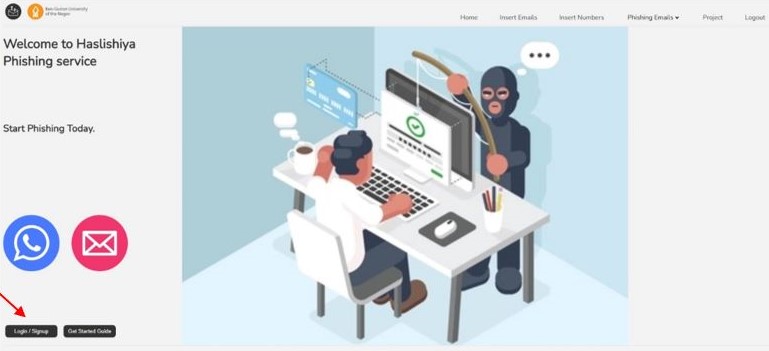 Ben-Gurion University
of the Negev
Home
Insert Emails
Insert Numbers
Phishing Emails
Project
Logout
Welcome to Haslishiya
Phishing service
Start Phishing Today.
Login / Signup
Get Started Guide